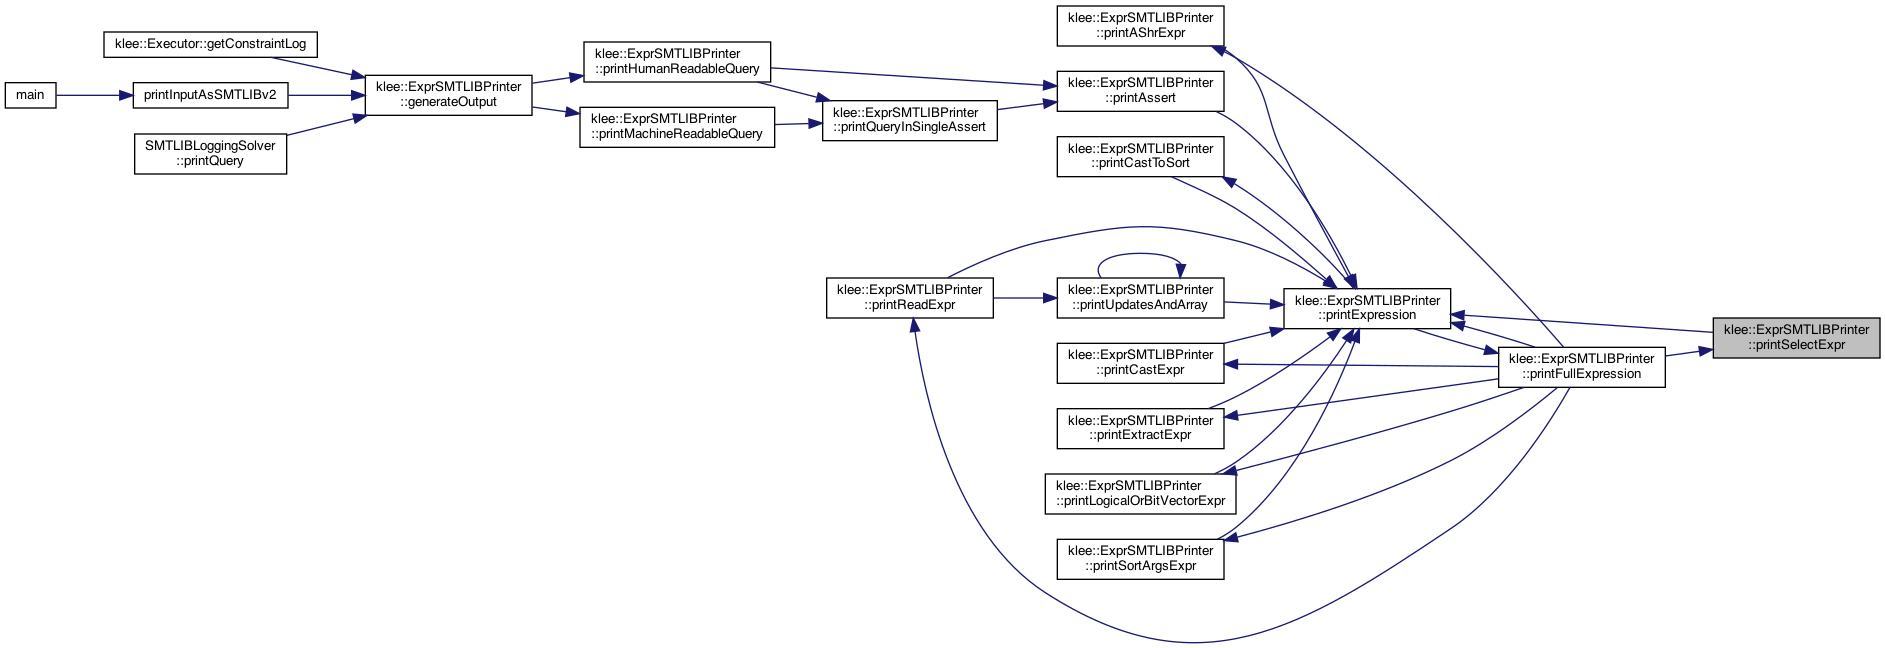 main
klee::Executor::getConstraintLog
printInputAsSMTLIBv2
SMTLIBLoggingSolver
::printQuery
klee::ExprSMTLIBPrinter
::generateOutput
klee::ExprSMTLIBPrinter
::printHumanReadableQuery
klee::ExprSMTLIBPrinter
::printMachineReadableQuery
klee::ExprSMTLIBPrinter
::printQueryInSingleAssert
klee::ExprSMTLIBPrinter
::printReadExpr
klee::ExprSMTLIBPrinter
::printAShrExpr
klee::ExprSMTLIBPrinter
::printAssert
klee::ExprSMTLIBPrinter
::printCastToSort
klee::ExprSMTLIBPrinter
::printUpdatesAndArray
klee::ExprSMTLIBPrinter
::printCastExpr
klee::ExprSMTLIBPrinter
::printExtractExpr
klee::ExprSMTLIBPrinter
::printLogicalOrBitVectorExpr
klee::ExprSMTLIBPrinter
::printSortArgsExpr
klee::ExprSMTLIBPrinter
::printExpression
klee::ExprSMTLIBPrinter
::printFullExpression
klee::ExprSMTLIBPrinter
::printSelectExpr